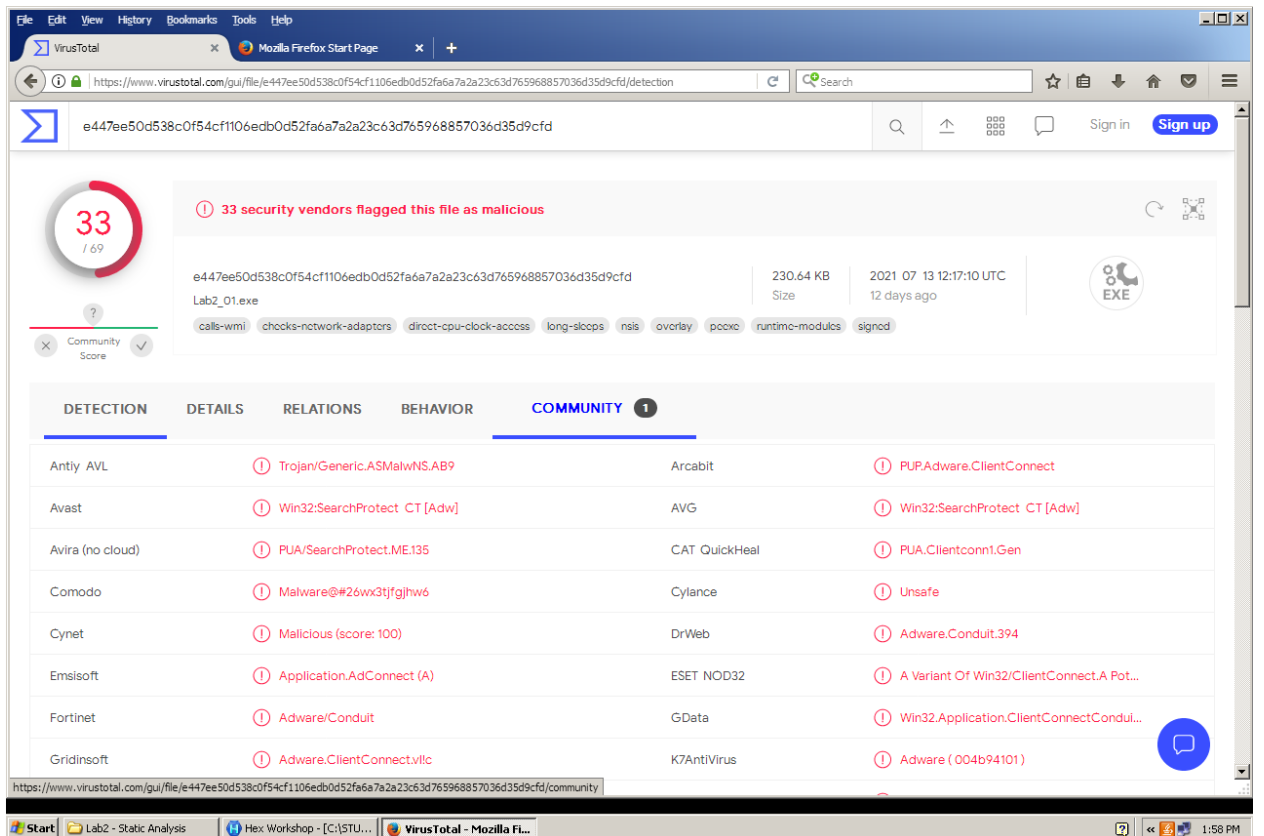 File Edit View History Bookmarks Tools Help
VirusTotal × Mozilla Firefox Start Page × +
https://www.virustotal.com/gui/file/e447ee50d538c0f54cf1106edb0d52fa6a7a2a23c63d765968857036d35d9cfd/detection Search
e447ee50d538c0f54cf1106edb0d52fa6a7a2a23c63d765968857036d35d9cfd Sign in Sign up
33 / 69
33 security vendors flagged this file as malicious
e447ee50d538c0f54cf1106edb0d52fa6a7a2a23c63d765968857036d35d9cfd
Lab2_01.exe
230.64 KB
Size
2021 07 13 12:17:10 UTC
12 days ago
EXE
calls-wmi checks-network-adapters direct-cpu-clock-access long-sleeps nsis overlay peexe runtime-modules signed
?
Community
Score
DETECTION DETAILS RELATIONS BEHAVIOR COMMUNITY 1
Antiy AVL Trojan/Generic.ASMalwNS.AB9 Arcabit PUP.Adware.ClientConnect
Avast Win32:SearchProtect CT [Adw] AVG Win32:SearchProtect CT [Adw]
Avira (no cloud) PUA/SearchProtect.ME.135 CAT QuickHeal PUA.Clientconn1.Gen
Comodo Malware@#26wx3tjfgjhw6 Cylance Unsafe
Cynet Malicious (score: 100) DrWeb Adware.Conduit.394
Emsisoft Application.AdConnect (A) ESET NOD32 A Variant Of Win32/ClientConnect.A Pot...
Fortinet Adware/Conduit GData Win32.Application.ClientConnectCondui...
Gridinsoft Adware.ClientConnect.vl!c K7AntiVirus Adware ( 004b94101 )
https://www.virustotal.com/gui/file/e447ee50d538c0f54cf1106edb0d52fa6a7a2a23c63d765968857036d35d9cfd/community
Start Lab2 - Static Analysis Hex Workshop - [C:\STU... VirusTotal - Mozilla Fi... ? « 1:58 PM